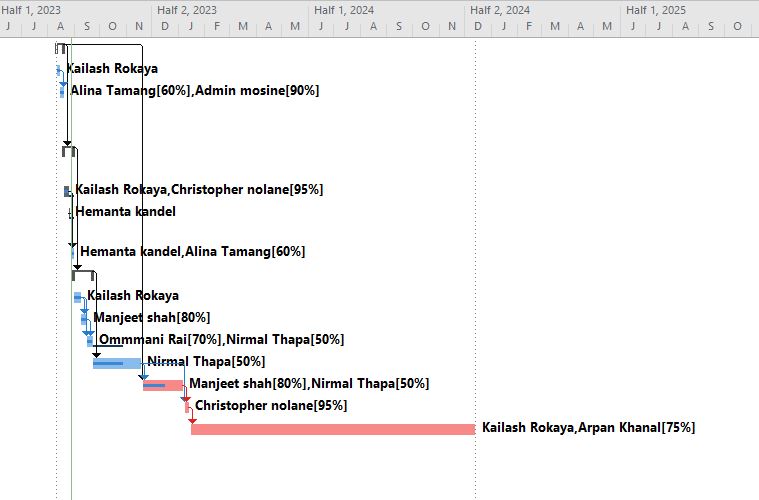 Half 1, 2023 Half 2, 2023 Half 1, 2024 Half 2, 2024 Half 1, 2025
J J A S O N D J F M A M J J A S O N D J F M A M J J A S O
Kailash Rokaya
Alina Tamang[60%],Admin mosine[90%]
Kailash Rokaya,Christopher nolane[95%]
Hemanta kandel
Hemanta kandel,Alina Tamang[60%]
Kailash Rokaya
Manjeet shah[80%]
Ommmani Rai[70%],Nirmal Thapa[50%]
Nirmal Thapa[50%]
Manjeet shah[80%],Nirmal Thapa[50%]
Christopher nolane[95%]
Kailash Rokaya,Arpan Khanal[75%]